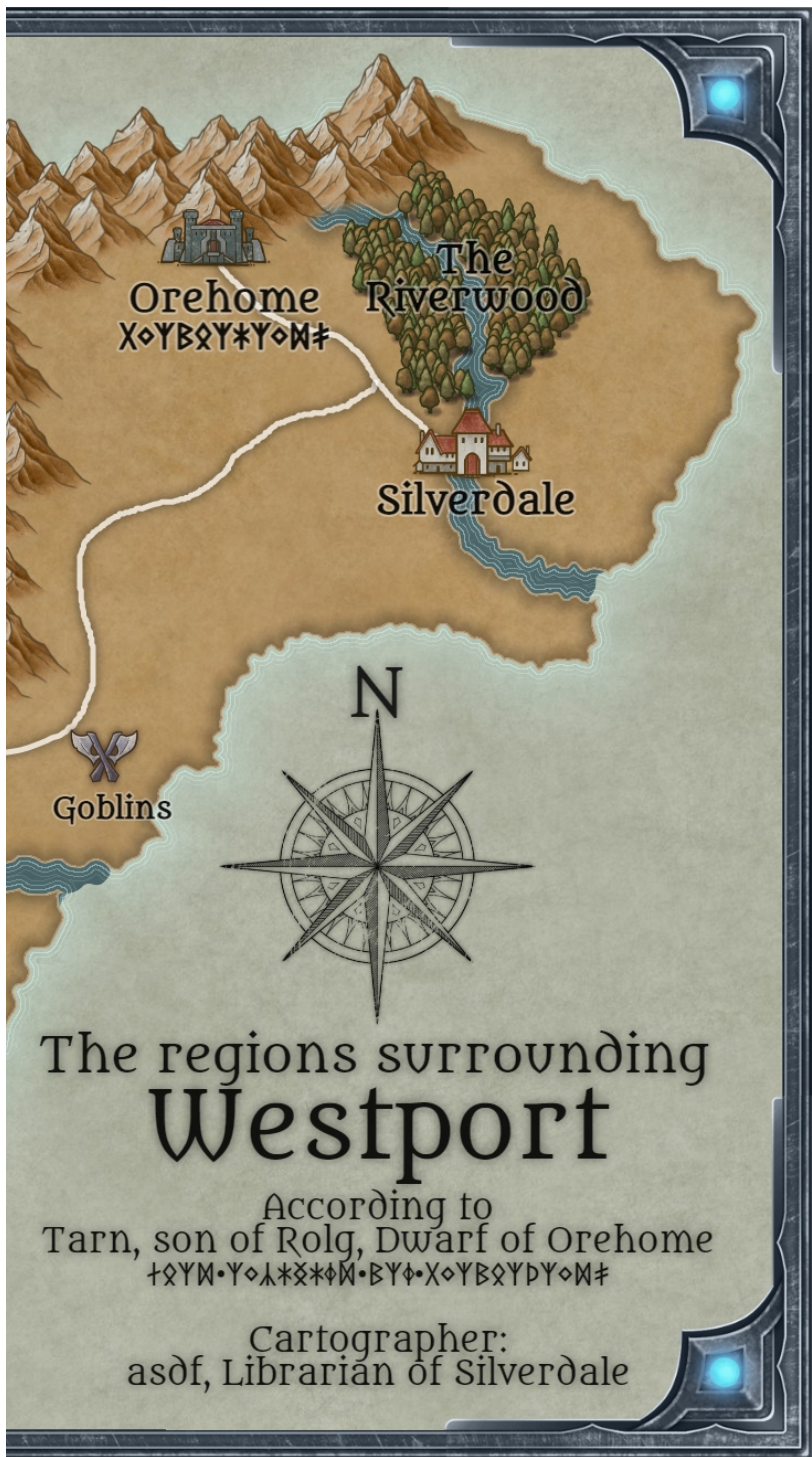 Orehome
The
Riverwood
Silverdale
N
Goblins
The regions surrounding
Westport
According to
Tarn, son of Rolg, Dwarf of Orehome
Cartographer:
asdf, Librarian of Silverdale